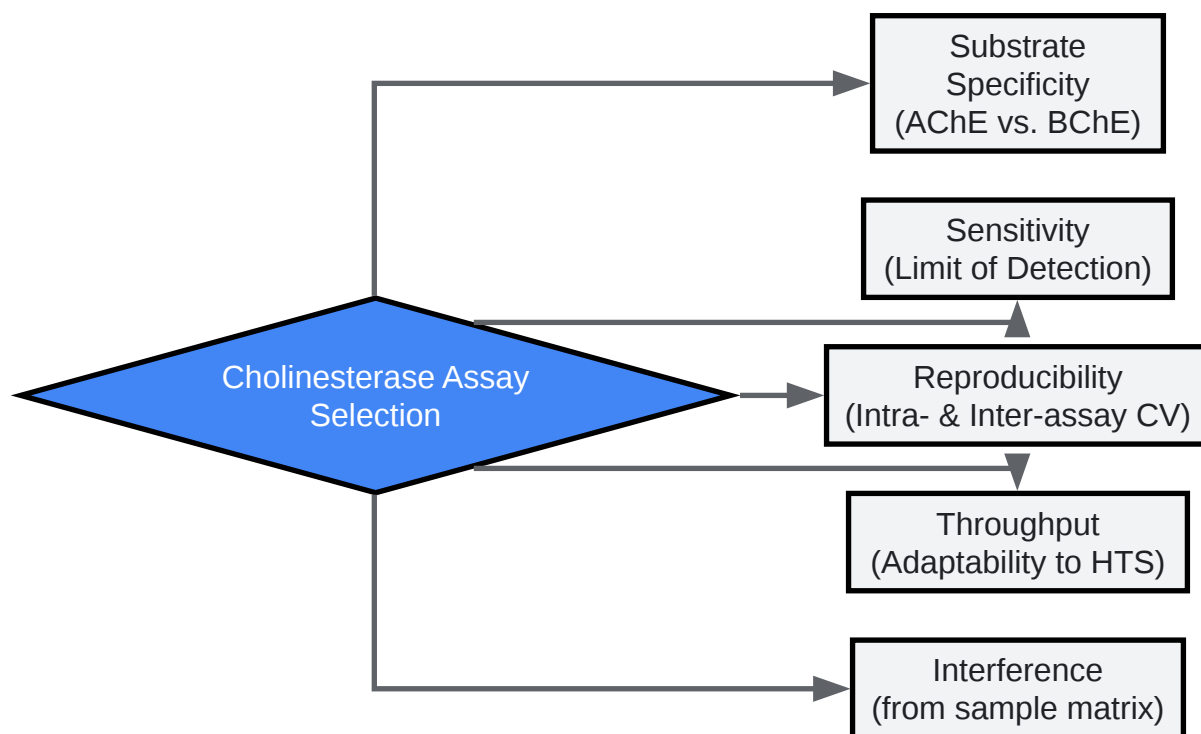 Substrate
Specificity
(AChE vs. BChE)
Sensitivity
(Limit of Detection)
Cholinesterase Assay
Selection
Reproducibility
(Intra- & Inter-assay CV)
Throughput
(Adaptability to HTS)
Interference
(from sample matrix)